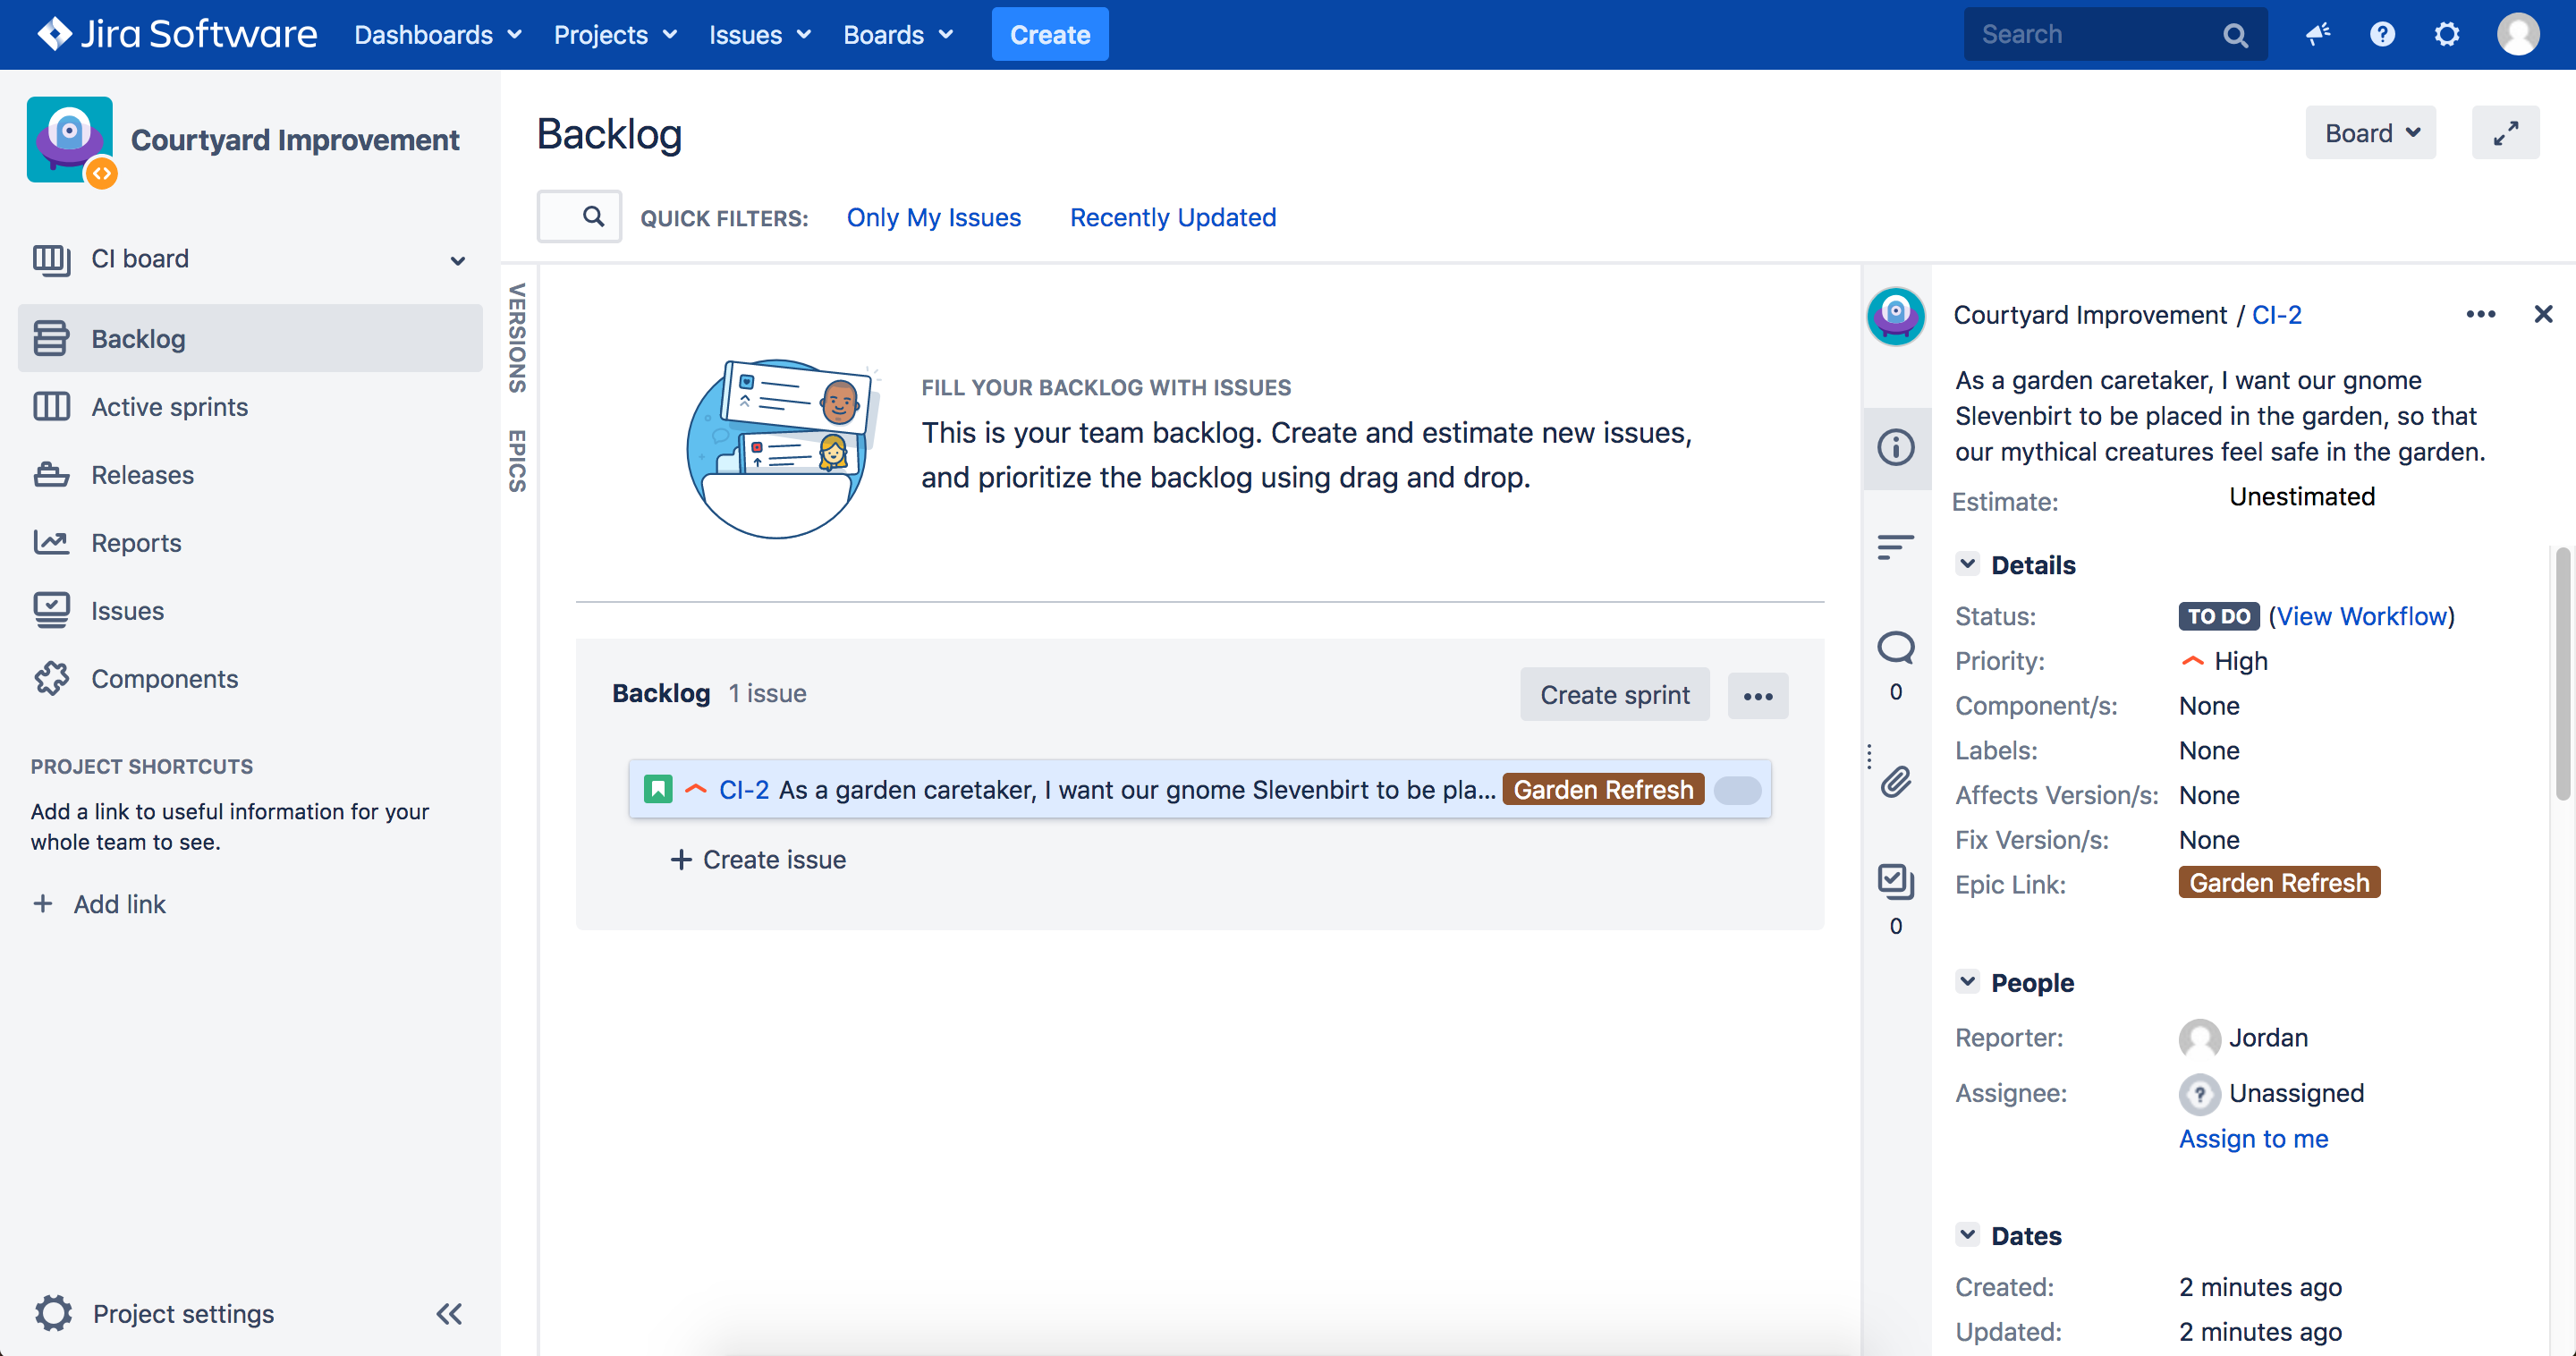 Jira Software
Dashboards
Projects
Issues
Boards
Create
Search
Courtyard Improvement
CI board
Backlog
Active sprints
Releases
Reports
Issues
Components
PROJECT SHORTCUTS
Add a link to useful information for your
whole team to see.
+ Add link
Project settings
Backlog
Board
QUICK FILTERS:
Only My Issues
Recently Updated
VERSIONS
EPICS
FILL YOUR BACKLOG WITH ISSUES
This is your team backlog. Create and estimate new issues,
and prioritize the backlog using drag and drop.
Backlog 1 issue
Create sprint
CI-2 As a garden caretaker, I want our gnome Slevenbirt to be pla... Garden Refresh
+ Create issue
0
0
Courtyard Improvement / CI-2
As a garden caretaker, I want our gnome
Slevenbirt to be placed in the garden, so that
our mythical creatures feel safe in the garden.
Estimate: Unestimated
Details
Status: TO DO (View Workflow)
Priority: High
Component/s: None
Labels: None
Affects Version/s: None
Fix Version/s: None
Epic Link: Garden Refresh
People
Reporter: Jordan
Assignee: Unassigned
Assign to me
Dates
Created: 2 minutes ago
Updated: 2 minutes ago